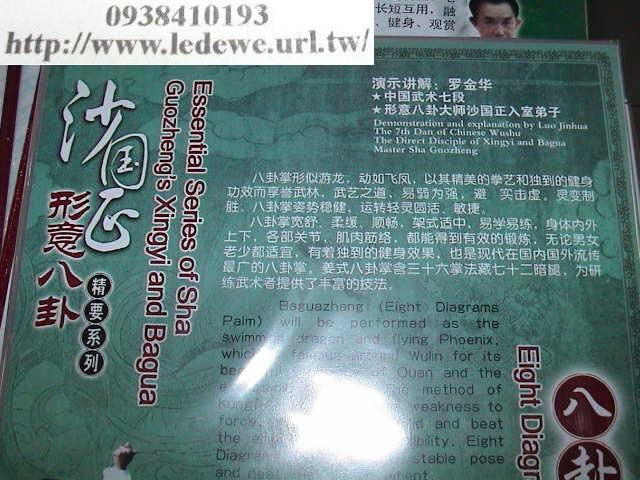 0938410193
http://www.ledewe.url.tw/
长短互用，融
、健身、观赏
沙国正
形意八卦
精要系列
Essential Series of Sha
Guozheng's Xingyi and Bagua
演示讲解：罗金华
★中国武术七段
★形意八卦大师沙国正入室弟子
Demonstration and explanation by Luo Jinhua
The 7th Dan of Chinese Wushu
The Direct Disciple of Xingyi and Bagua
Master Sha Guozheng
八卦掌形似游龙，动如飞凤，以其精美的拳艺和独到的健身
功效而享誉武林，武艺之道，易弱为强，避 实击虚。灵变制
胜。八卦掌姿势稳健，运转轻灵圆活、敏捷。
八卦掌宽舒、柔缓、顺畅，架式适中，易学易练，身体内外
上下，各部关节，肌肉筋络，都能得到有效的锻炼，无论男女
老少都适宜，有着独到的健身效果，也是现代在国内国外流传
最广的八卦掌。姜式八卦掌含三十六掌法藏七十二暗腿，为研
练武术者提供了丰富的技法。
Baguazhang (Eight Diagrams
Palm) will be performed as the
swimming dragon and flying Phoenix,
which famous around Wulin for its
of Quan and the
method of
Kungf weakness to
force, and beat
the Eight
Diagra stable pose
and
八卦
Eight Diagr